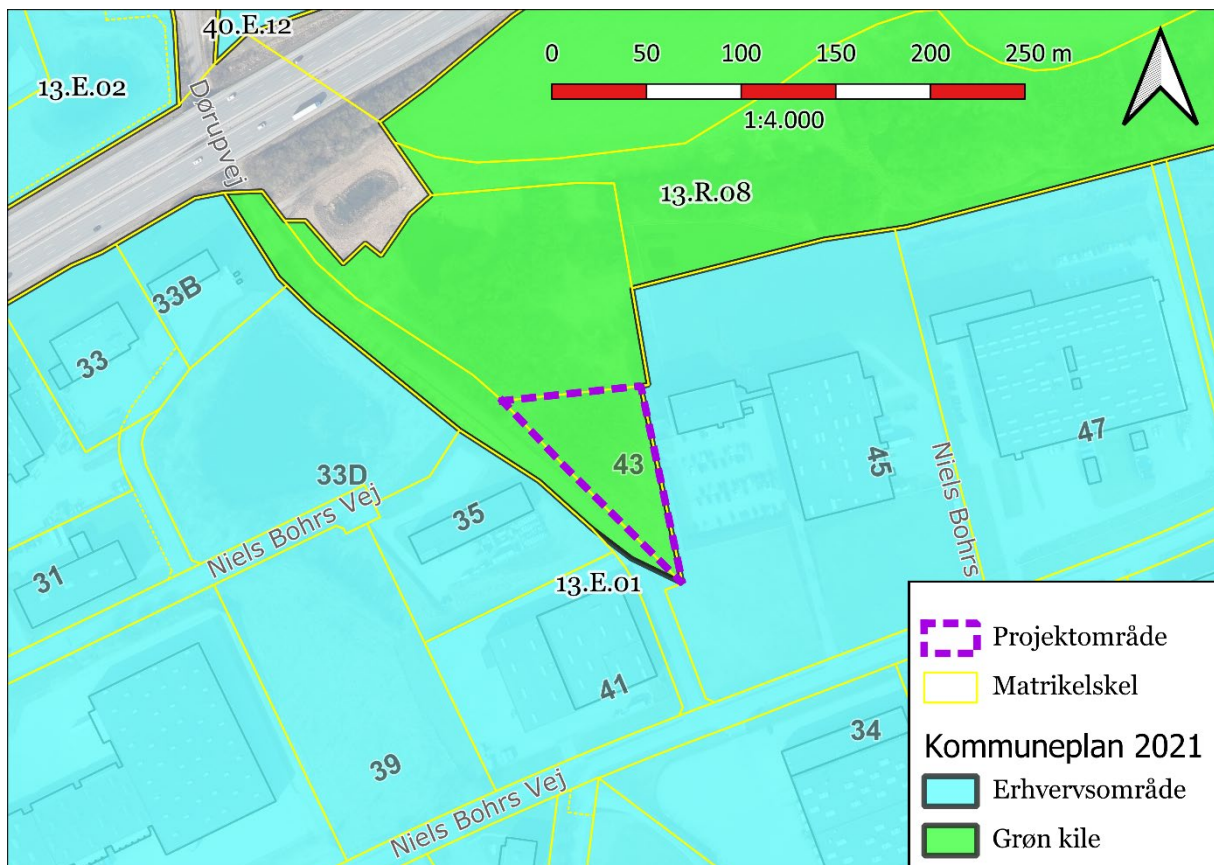 40.E.12
13.E.02
Dørupvej
0 50 100 150 200 250 m
1:4.000
13.R.08
33B
33
33D
43
45
47
Niels Bohrs
35
Niels Bohrs Vej
31
13.E.01
41
39
34
Niels Bohrs Vej
Projektområde
Matrikelskel
Kommuneplan 2021
Erhvervsområde
Grøn kile